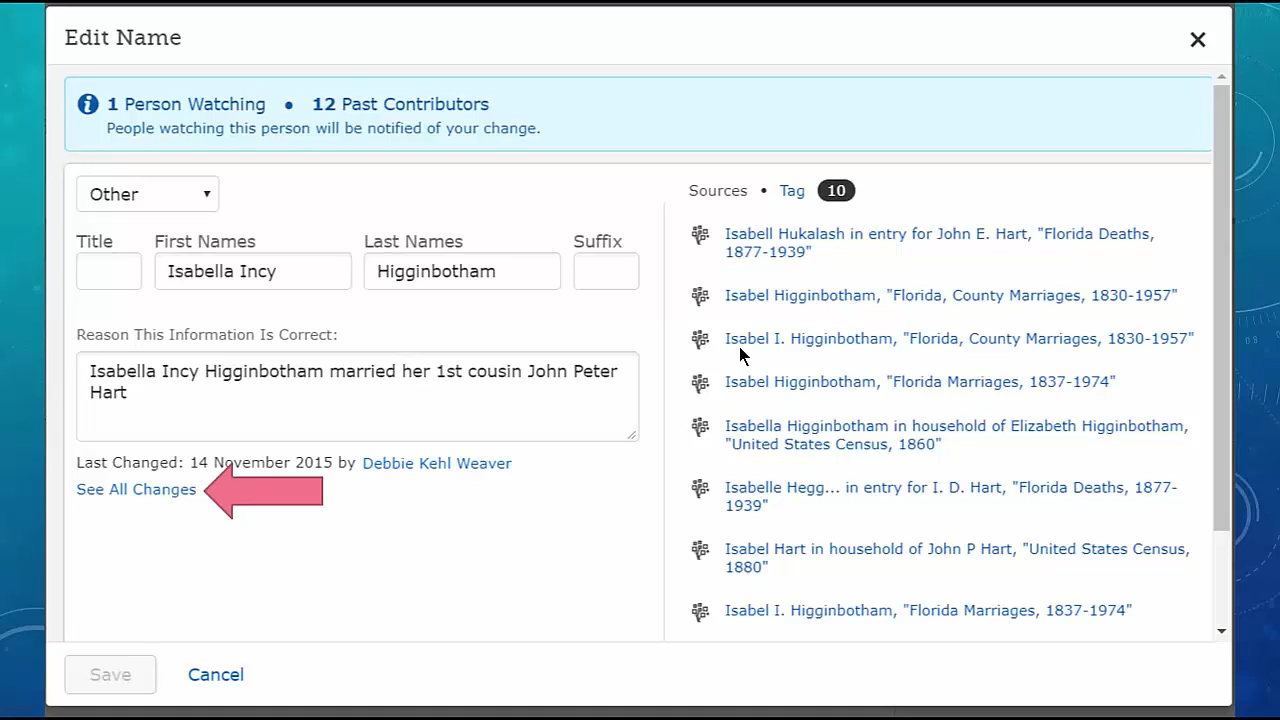 Edit Name
×
1 Person Watching • 12 Past Contributors
People watching this person will be notified of your change.
Other
Title First Names Last Names Suffix
Isabella Incy Higginbotham
Reason This Information Is Correct:
Isabella Incy Higginbotham married her 1st cousin John Peter
Hart
Last Changed: 14 November 2015 by Debbie Kehl Weaver
See All Changes
Sources • Tag 10
Isabell Hukalash in entry for John E. Hart, "Florida Deaths,
1877-1939"
Isabel Higginbotham, "Florida, County Marriages, 1830-1957"
Isabel I. Higginbotham, "Florida, County Marriages, 1830-1957"
Isabel Higginbotham, "Florida Marriages, 1837-1974"
Isabella Higginbotham in household of Elizabeth Higginbotham,
"United States Census, 1860"
Isabelle Hegg... in entry for I. D. Hart, "Florida Deaths, 1877-
1939"
Isabel Hart in household of John P Hart, "United States Census,
1880"
Isabel I. Higginbotham, "Florida Marriages, 1837-1974"
Save Cancel